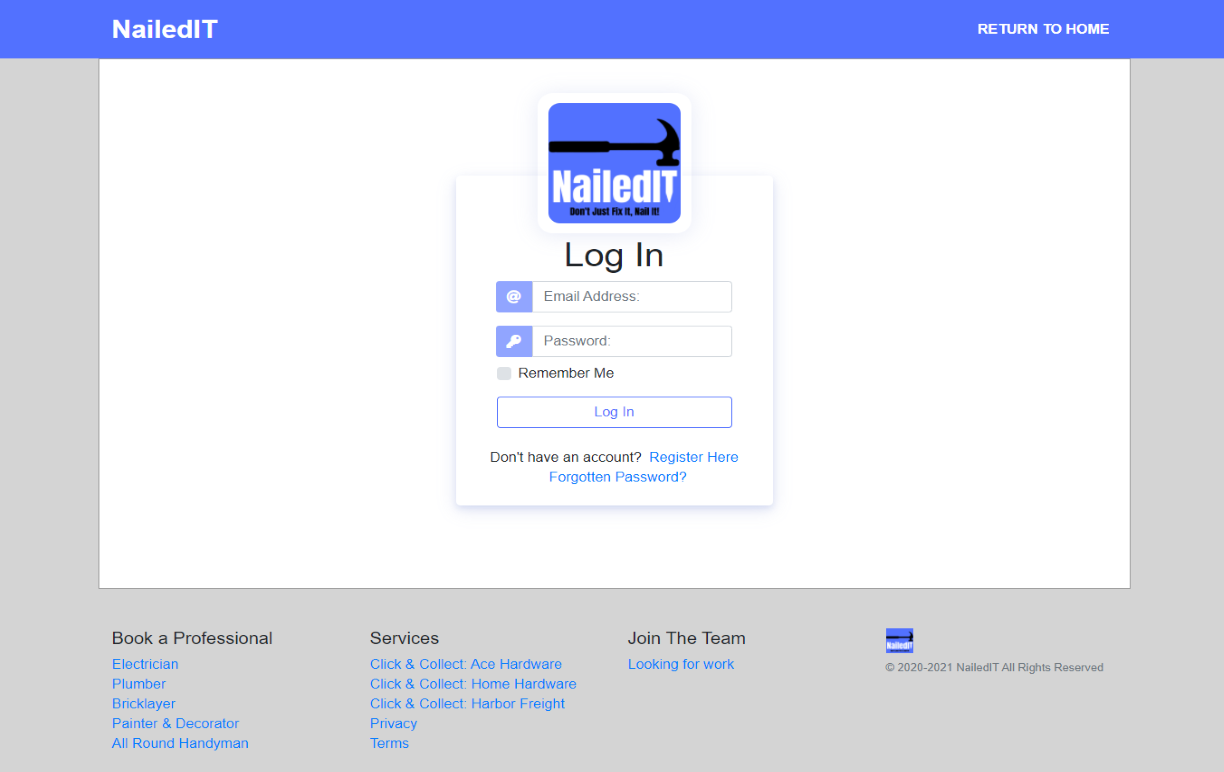 NailedIT
RETURN TO HOME
NailedIT
Don't Just Fix It, Nail It!
Log In
@
Email Address:
Password:
Remember Me
Log In
Don't have an account? Register Here
Forgotten Password?
Book a Professional
Electrician
Plumber
Bricklayer
Painter & Decorator
All Round Handyman
Services
Click & Collect: Ace Hardware
Click & Collect: Home Hardware
Click & Collect: Harbor Freight
Privacy
Terms
Join The Team
Looking for work
NailedIT
© 2020-2021 NailedIT All Rights Reserved